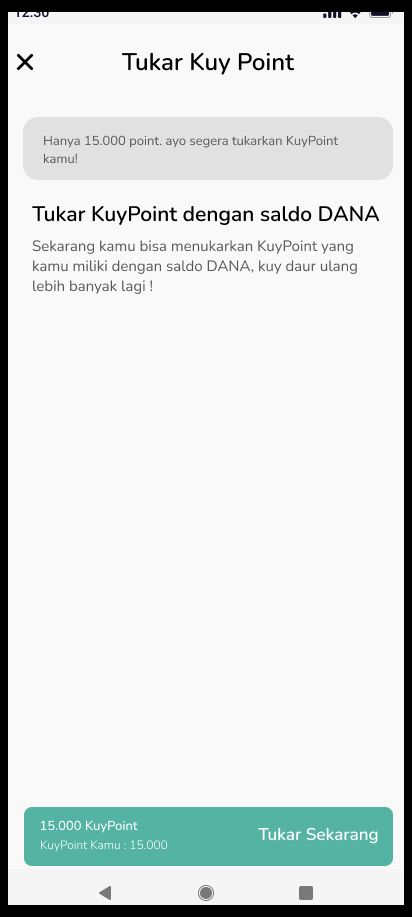 12:30
Tukar Kuy Point
Hanya 15.000 point. ayo segera tukarkan KuyPoint
kamu!
Tukar KuyPoint dengan saldo DANA
Sekarang kamu bisa menukarkan KuyPoint yang
kamu miliki dengan saldo DANA, kuy daur ulang
lebih banyak lagi !
15.000 KuyPoint
KuyPoint Kamu : 15.000
Tukar Sekarang